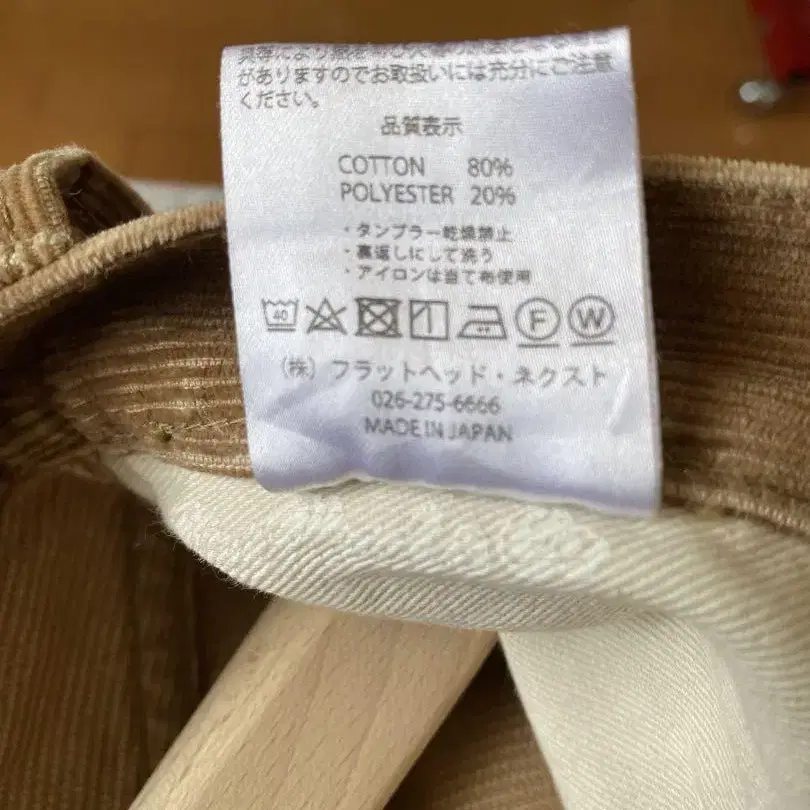 がありますのでお取扱いには充分にご注意
ください。
品質表示
COTTON 80%
POLYESTER 20%
・タンブラー乾燥禁止
・裏返しにして洗う
・アイロンは当て布使用
40 F W
(株) フラットヘッド・ネクスト
026-275-6666
MADE IN JAPAN